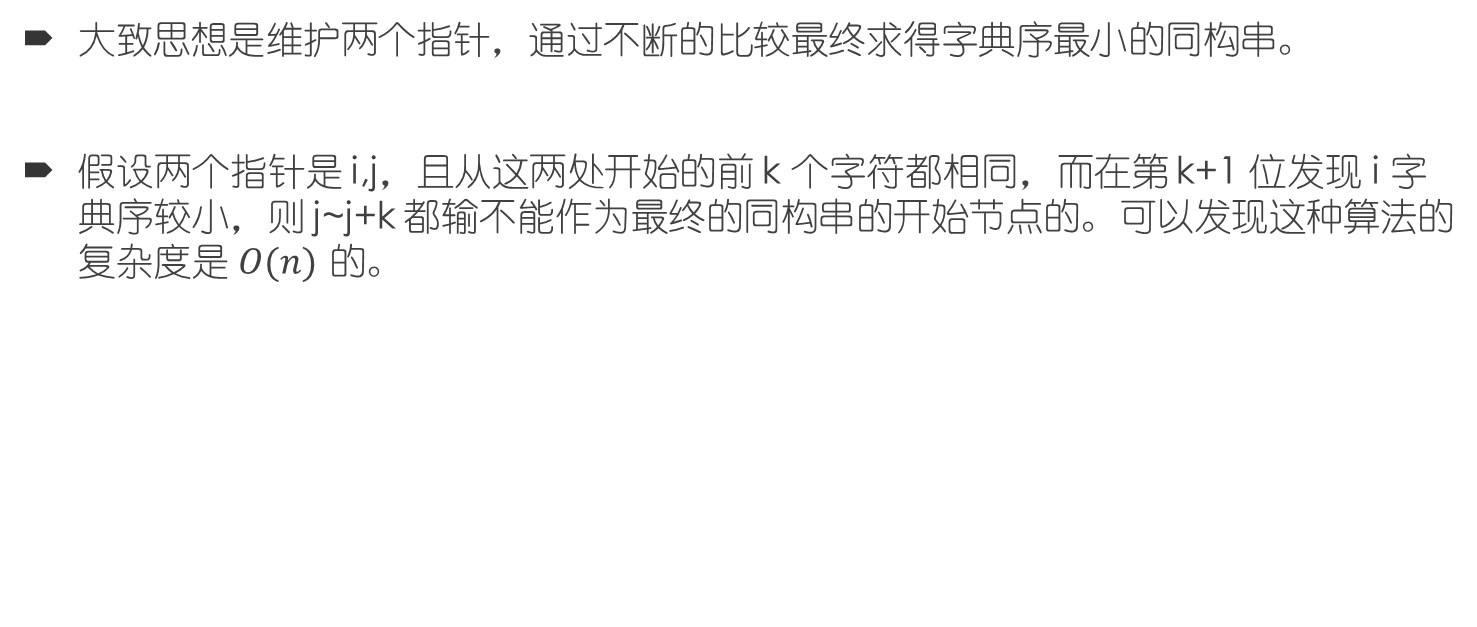 大致思想是维护两个指针，通过不断的比较最终求得字典序最小的同构串。
假设两个指针是 i,j，且从这两处开始的前 k 个字符都相同，而在第 k+1 位发现 i 字
典序较小，则 j~j+k 都输不能作为最终的同构串的开始节点的。可以发现这种算法的
复杂度是 O(n) 的。